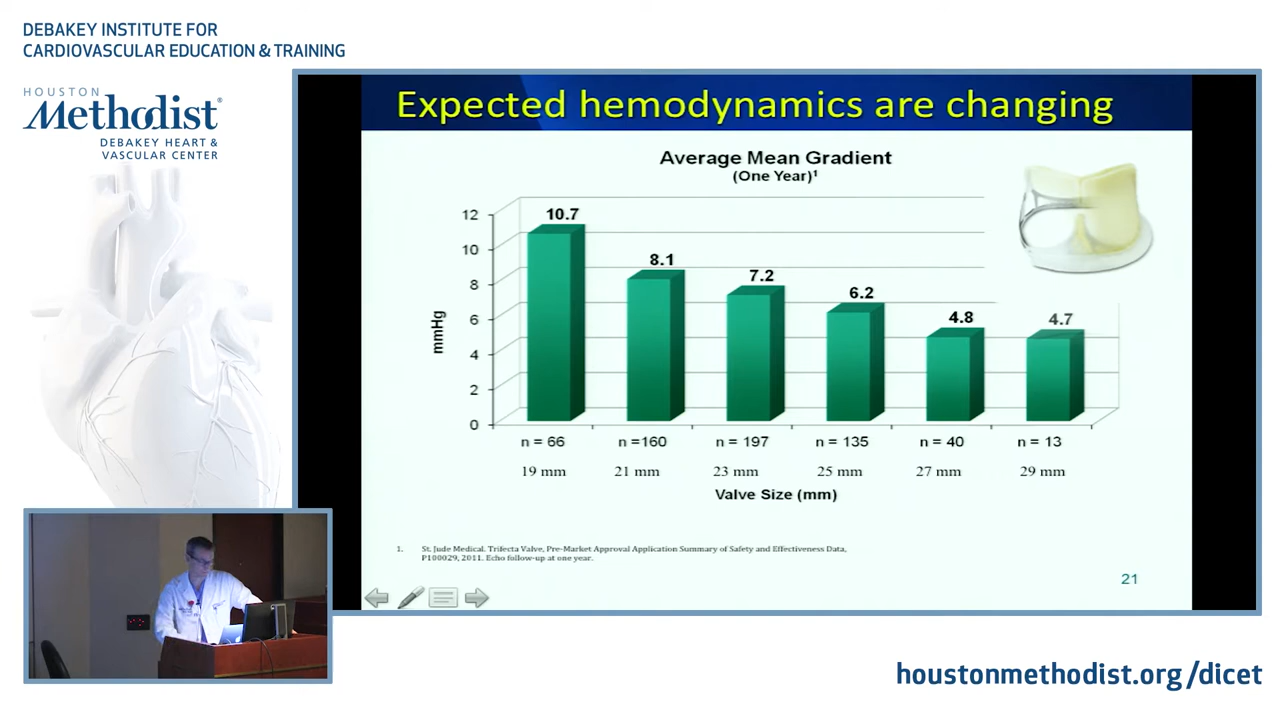 DEBAKEY INSTITUTE FOR
CARDIOVASCULAR EDUCATION & TRAINING
HOUSTON
Methodist®
DEBAKEY HEART &
VASCULAR CENTER
Expected hemodynamics are changing
Average Mean Gradient
(One Year)¹
mmHg
12
10
8
6
4
2
0
10.7
8.1
7.2
6.2
4.8
4.7
n = 66 n =160 n = 197 n = 135 n = 40 n = 13
19 mm 21 mm 23 mm 25 mm 27 mm 29 mm
Valve Size (mm)
1. St. Jude Medical. Trifecta Valve, Pre-Market Approval Application Summary of Safety and Effectiveness Data,
P100029, 2011. Echo follow-up at one year.
21
houstonmethodist.org/dicet